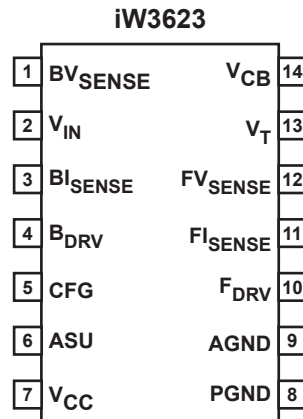 iW3623
1 BVSENSE VCB 14
2 VIN VT 13
3 BISENSE FVSENSE 12
4 BDRV FISENSE 11
5 CFG FDRV 10
6 ASU AGND 9
7 VCC PGND 8